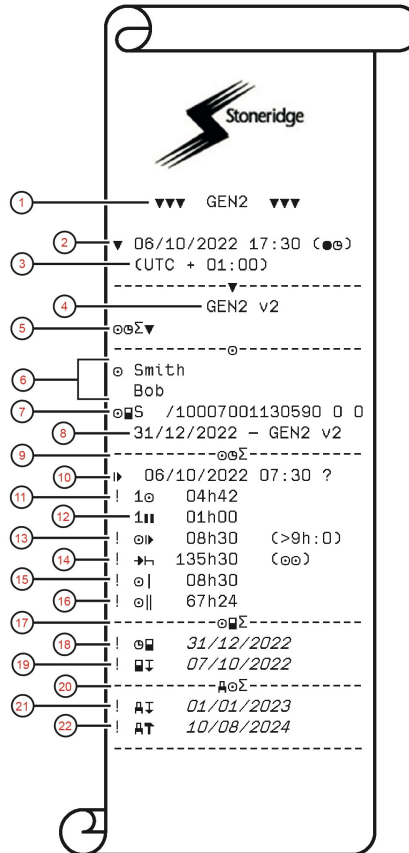 Stoneridge
1 ▼▼▼ GEN2 ▼▼▼
2 ▼ 06/10/2022 17:30 (●◷)
3 (UTC + 01:00)
▼
4 GEN2 v2
5 ⊙◷Σ▼
⊙
6 ⊙ Smith
Bob
7 ⊙S /10007001130590 0 0
8 31/12/2022 – GEN2 v2
9 ⊙◷Σ
10 06/10/2022 07:30 ?
11 ! 1⊙ 04h42
12 1 01h00
13 ! ⊙ 08h30 (>9h:0)
14 ! 135h30 (⊙⊙)
15 ! ⊙| 08h30
16 ! ⊙‖ 67h24
17 ⊙Σ
18 ! ◷ 31/12/2022
19 ! 07/10/2022
20 ⊙Σ
21 ! 01/01/2023
22 ! 10/08/2024